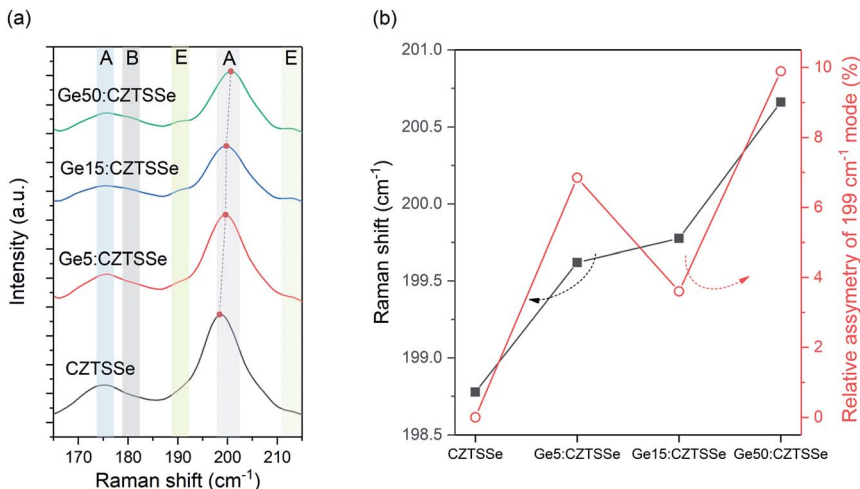 (a)
A B E A E
Ge50:CZTSSe
Ge15:CZTSSe
Ge5:CZTSSe
CZTSSe
Intensity (a.u.)
170 180 190 200 210
Raman shift (cm⁻¹)
(b)
201.0
200.5
200.0
199.5
199.0
198.5
Raman shift (cm⁻¹)
10
8
6
4
2
0
Relative assymetry of 199 cm⁻¹ mode (%)
CZTSSe Ge5:CZTSSe Ge15:CZTSSe Ge50:CZTSSe